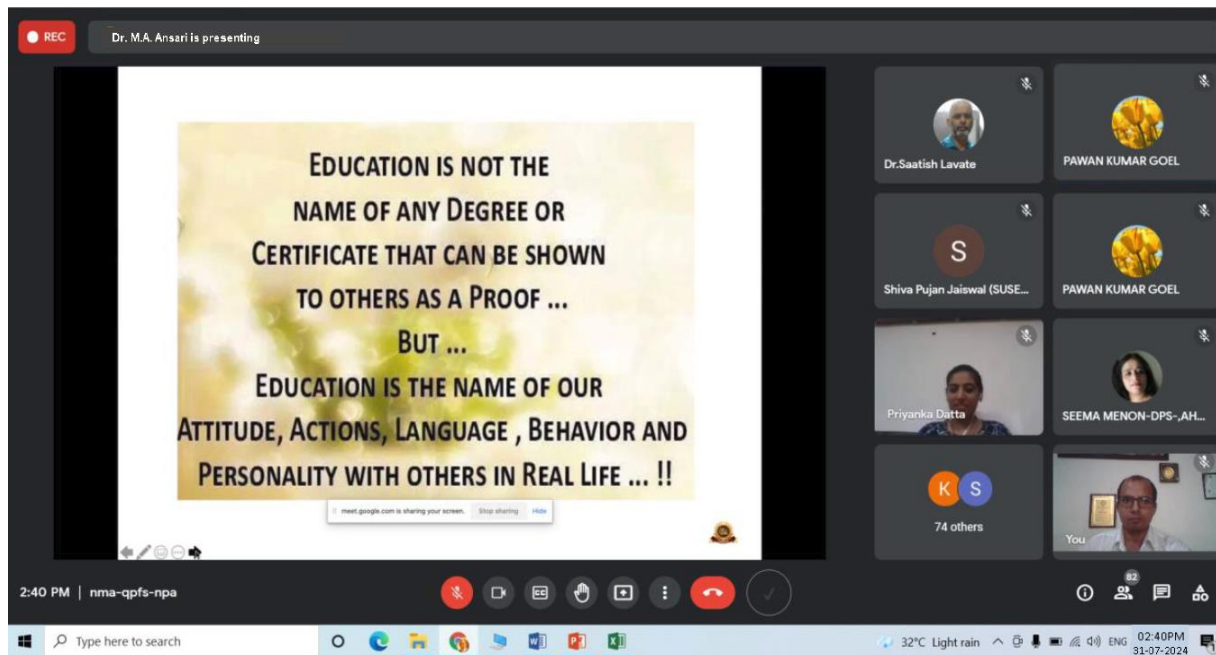 REC
Dr. M.A. Ansari is presenting
EDUCATION IS NOT THE
NAME OF ANY DEGREE OR
CERTIFICATE THAT CAN BE SHOWN
TO OTHERS AS A PROOF ...
BUT ...
EDUCATION IS THE NAME OF OUR
ATTITUDE, ACTIONS, LANGUAGE , BEHAVIOR AND
PERSONALITY WITH OTHERS IN REAL LIFE ... !!
meet.google.com is sharing your screen. Stop sharing Hide
Dr.Saatish Lavate
PAWAN KUMAR GOEL
S
Shiva Pujan Jaiswal (SUSE...
PAWAN KUMAR GOEL
Priyanka Datta
SEEMA MENON-DPS-,AH...
K S
74 others
You
2:40 PM | nma-qpfs-npa
CC
82
Type here to search
32°C Light rain
ENG
02:40PM
31-07-2024